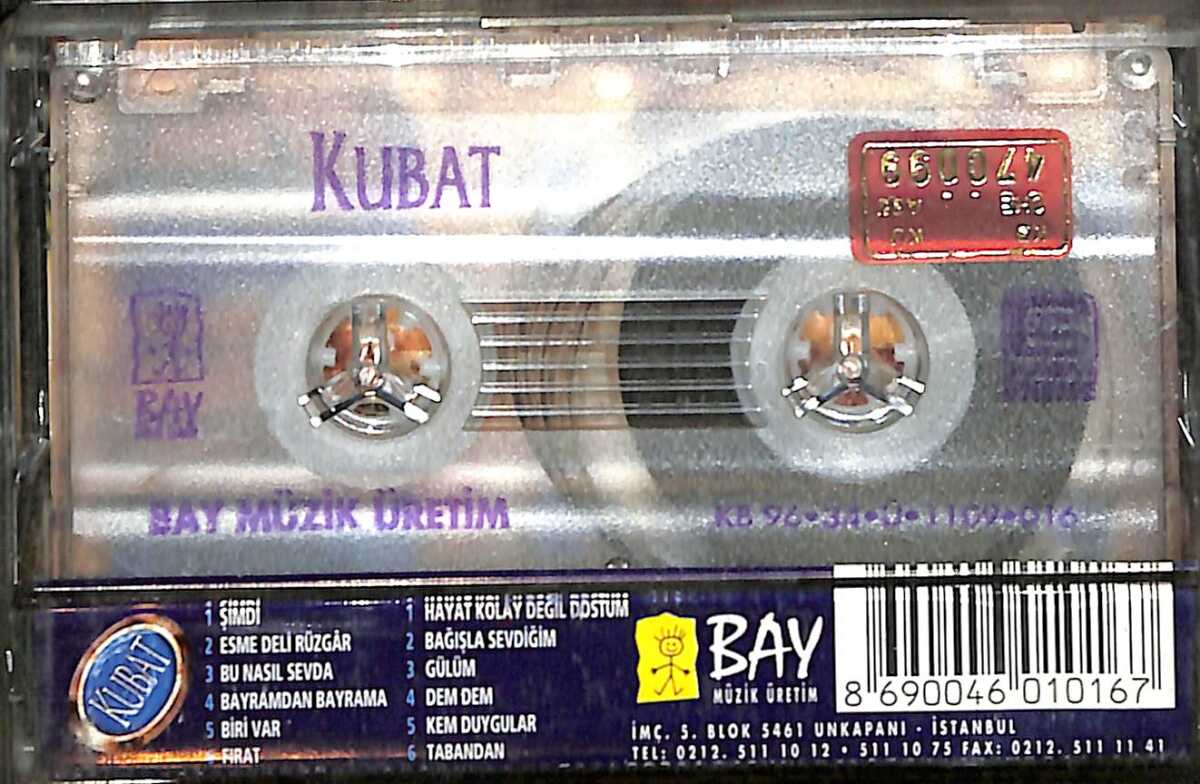 KUBAT
470099
BAY
BAY MÜZİK ÜRETİM
KB 96•34•Ü•1109•016
KUBAT
1 ŞİMDİ
2 ESME DELİ RÜZGÂR
3 BU NASIL SEVDA
4 BAYRAMDAN BAYRAMA
5 BİRİ VAR
6 FIRAT
1 HAYAT KOLAY DEĞİL DOSTUM
2 BAĞIŞLA SEVDİĞİM
3 GÜLÜM
4 DEM DEM
5 KEM DUYGULAR
6 TABANDAN
BAY
MÜZİK ÜRETİM
8 690046 010167
İMÇ. 5. BLOK 5461 UNKAPANI - İSTANBUL
TEL: 0212. 511 10 12 • 511 10 75 FAX: 0212. 511 11 41